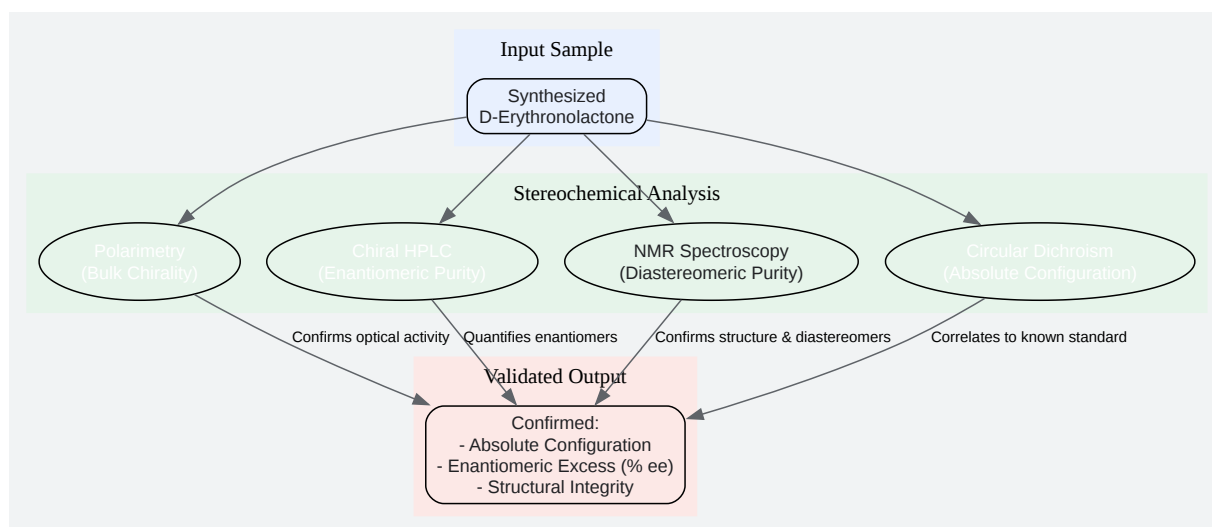 Input Sample
Synthesized
D-Erythronolactone
Stereochemical Analysis
Polarimetry
(Bulk Chirality)
Chiral HPLC
(Enantiomeric Purity)
NMR Spectroscopy
(Diastereomeric Purity)
Circular Dichroism
(Absolute Configuration)
Confirms optical activity
Quantifies enantiomers
Confirms structure & diastereomers
Correlates to known standard
Validated Output
Confirmed:
- Absolute Configuration
- Enantiomeric Excess (% ee)
- Structural Integrity